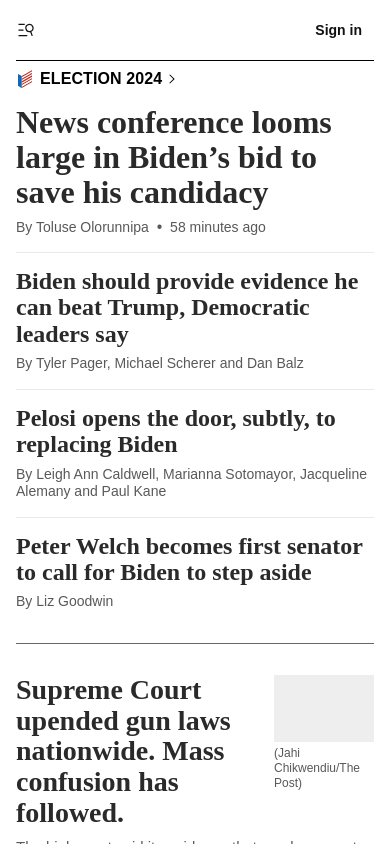 Sign in
ELECTION 2024
News conference looms
large in Biden’s bid to
save his candidacy
By Toluse Olorunnipa • 58 minutes ago
Biden should provide evidence he
can beat Trump, Democratic
leaders say
By Tyler Pager, Michael Scherer and Dan Balz
Pelosi opens the door, subtly, to
replacing Biden
By Leigh Ann Caldwell, Marianna Sotomayor, Jacqueline
Alemany and Paul Kane
Peter Welch becomes first senator
to call for Biden to step aside
By Liz Goodwin
Supreme Court
upended gun laws
nationwide. Mass
confusion has
followed.
(Jahi
Chikwendiu/The
Post)